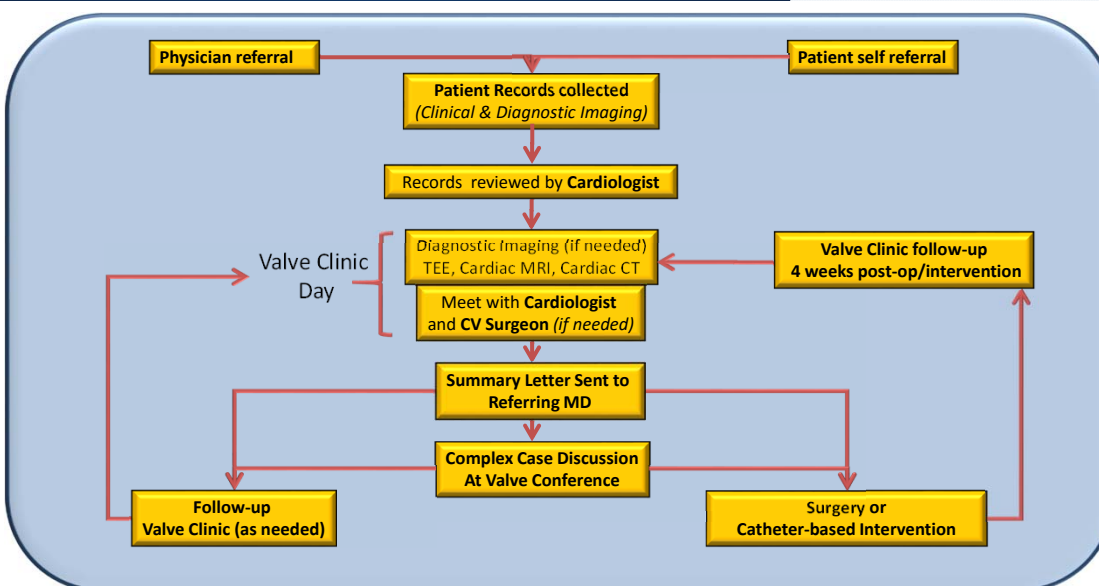 Physician referral
Patient self referral
Patient Records collected
(Clinical & Diagnostic Imaging)
Records reviewed by Cardiologist
Valve Clinic
Day
Diagnostic Imaging (if needed)
TEE, Cardiac MRI, Cardiac CT
Valve Clinic follow-up
4 weeks post-op/intervention
Meet with Cardiologist
and CV Surgeon (if needed)
Summary Letter Sent to
Referring MD
Complex Case Discussion
At Valve Conference
Follow-up
Valve Clinic (as needed)
Surgery or
Catheter-based Intervention